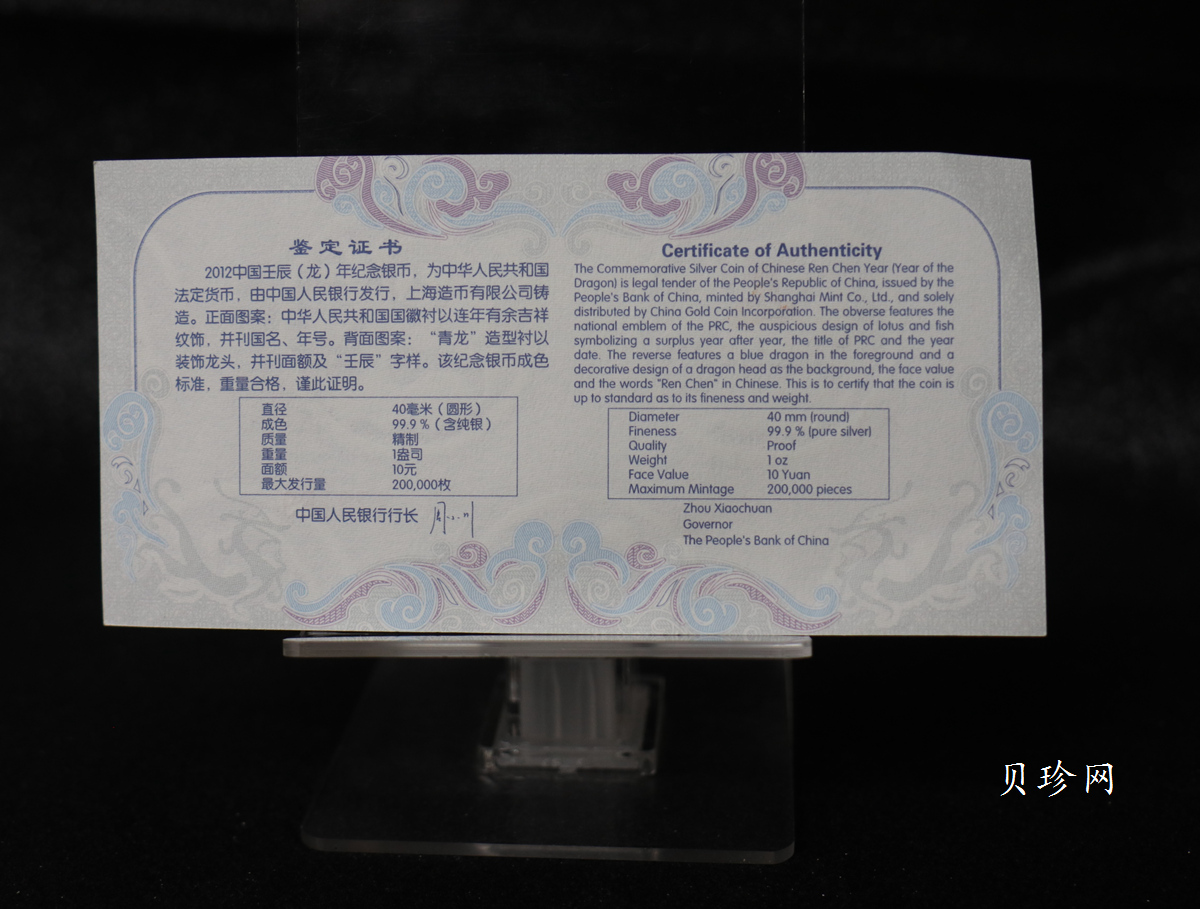 鉴定证书
2012中国壬辰（龙）年纪念银币，为中华人民共和国
法定货币，由中国人民银行发行，上海造币有限公司铸
造。正面图案：中华人民共和国国徽衬以连年有余吉祥
纹饰，并刊国名、年号。背面图案：“青龙”造型衬以
装饰龙头，并刊面额及“壬辰”字样。该纪念银币成色
标准，重量合格，谨此证明。
直径 40毫米（圆形）
成色 99.9％（含纯银）
质量 精制
重量 1盎司
面额 10元
最大发行量 200,000枚
中国人民银行行长 周小川
Certificate of Authenticity
The Commemorative Silver Coin of Chinese Ren Chen Year (Year of the
Dragon) is legal tender of the People's Republic of China, issued by the
People's Bank of China, minted by Shanghai Mint Co., Ltd., and solely
distributed by China Gold Coin Incorporation. The obverse features the
national emblem of the PRC, the auspicious design of lotus and fish
symbolizing a surplus year after year, the title of PRC and the year
date. The reverse features a blue dragon in the foreground and a
decorative design of a dragon head as the background, the face value
and the words "Ren Chen" in Chinese. This is to certify that the coin is
up to standard as to its fineness and weight.
Diameter 40 mm (round)
Fineness 99.9 % (pure silver)
Quality Proof
Weight 1 oz
Face Value 10 Yuan
Maximum Mintage 200,000 pieces
Zhou Xiaochuan
Governor
The People's Bank of China
贝珍网